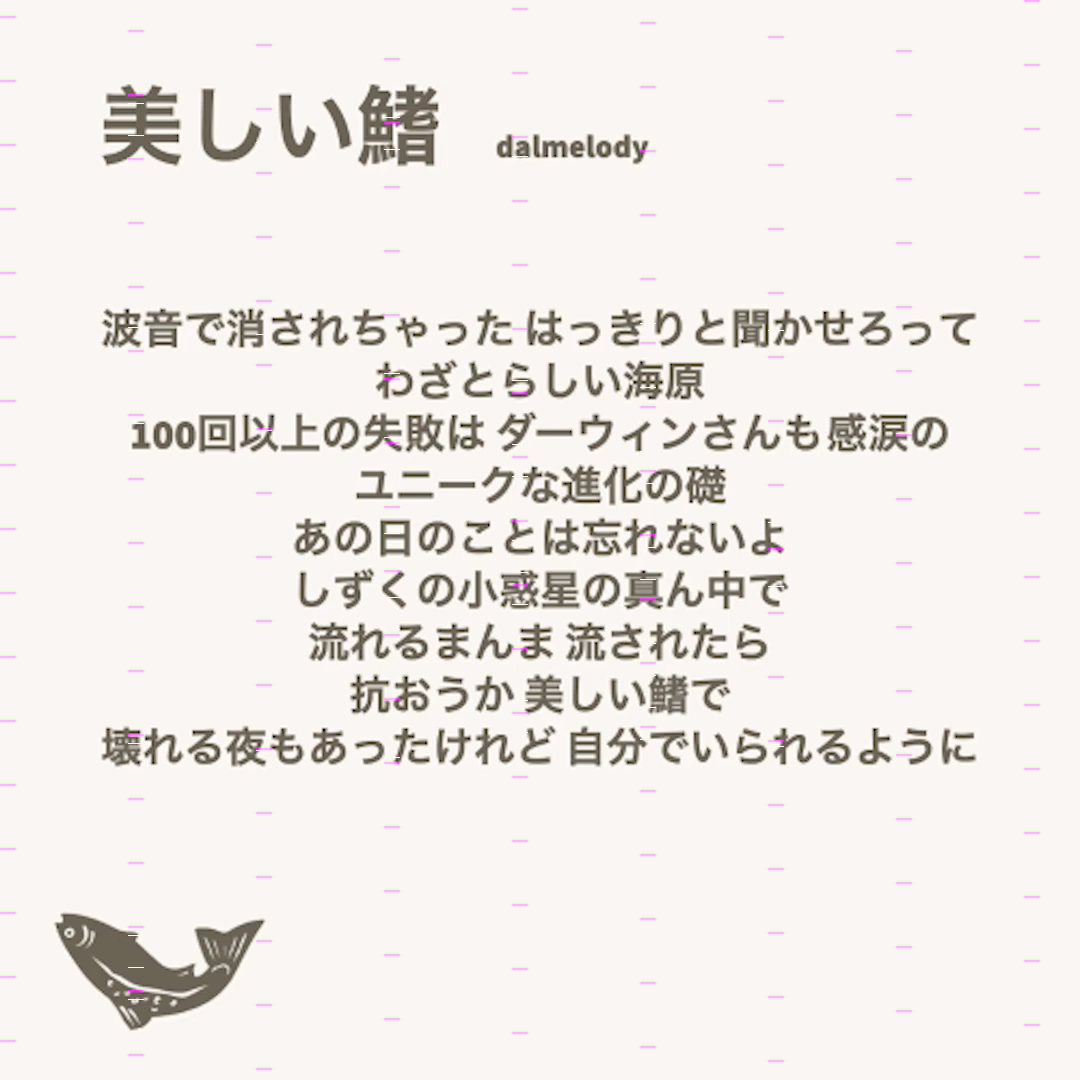 美しい鰭 dalmelody
波音で消されちゃった はっきりと聞かせろって
わざとらしい海原
100回以上の失敗は ダーウィンさんも感涙の
ユニークな進化の礎
あの日のことは忘れないよ
しずくの小惑星の真ん中で
流れるまんま 流されたら
抗おうか 美しい鰭で
壊れる夜もあったけれど 自分でいられるように